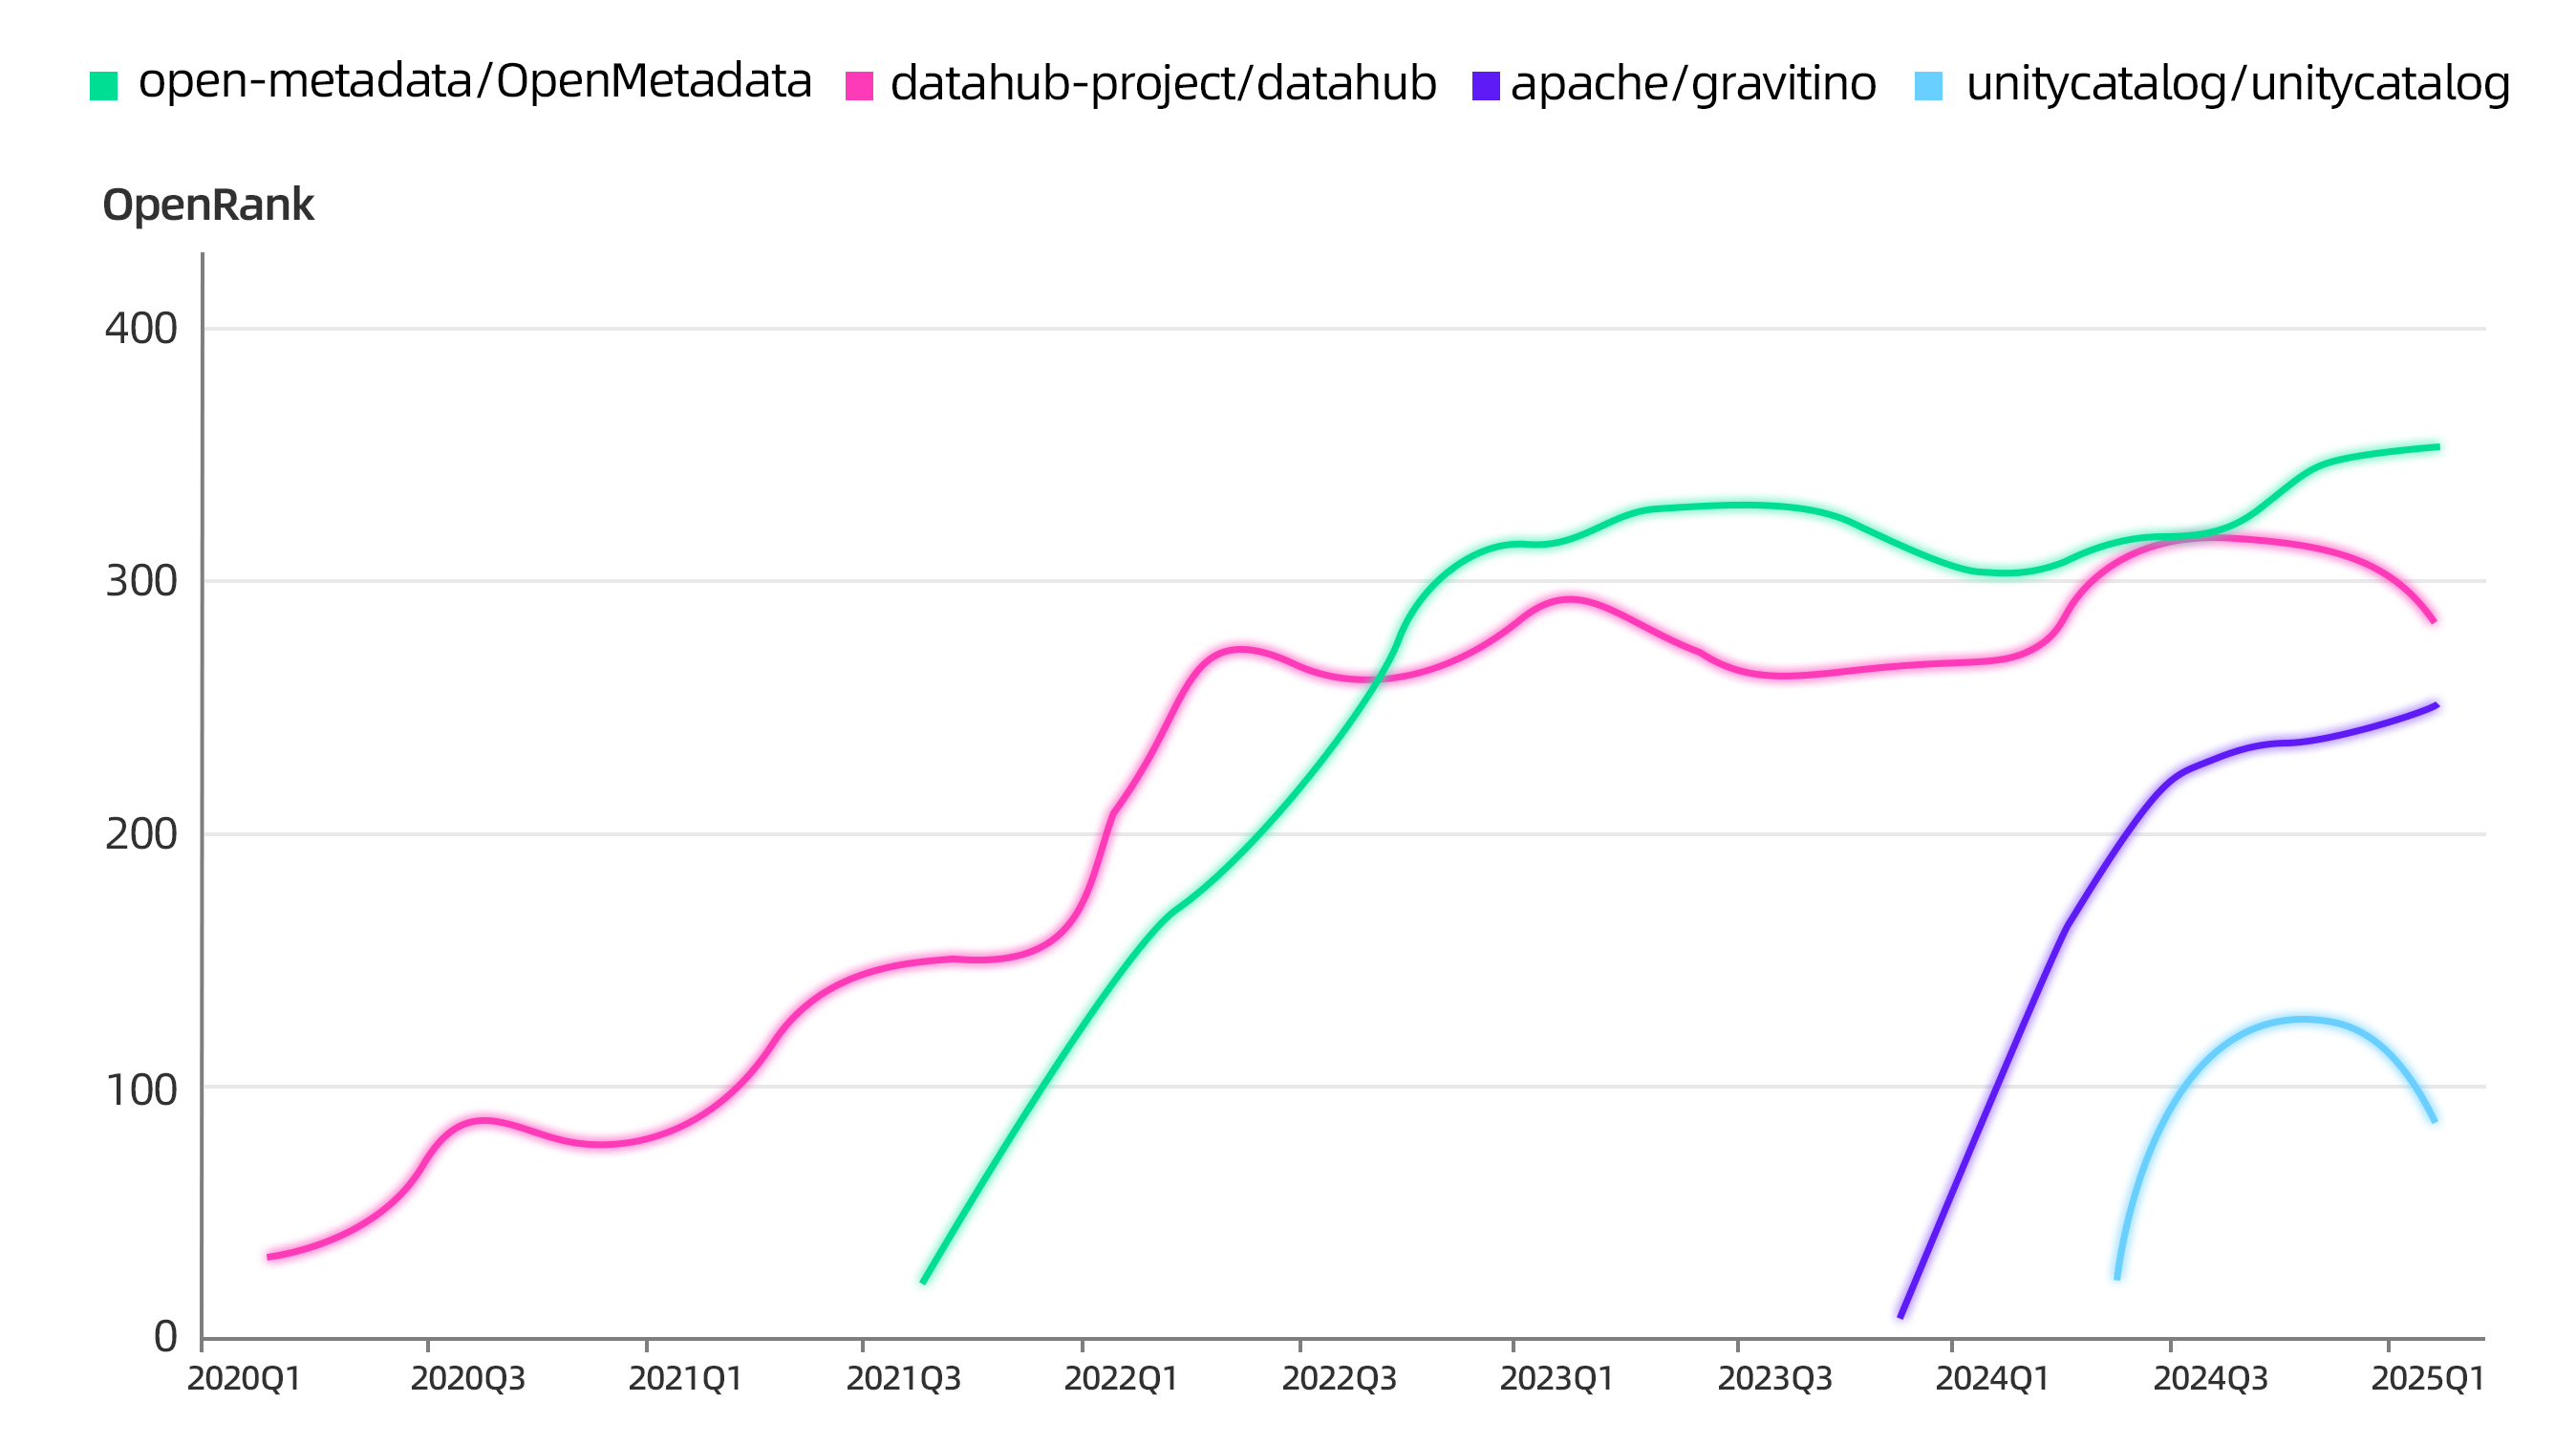 open-metadata/OpenMetadata datahub-project/datahub apache/gravitino unitycatalog/unitycatalog
OpenRank
400
300
200
100
0
2020Q1 2020Q3 2021Q1 2021Q3 2022Q1 2022Q3 2023Q1 2023Q3 2024Q1 2024Q3 2025Q1